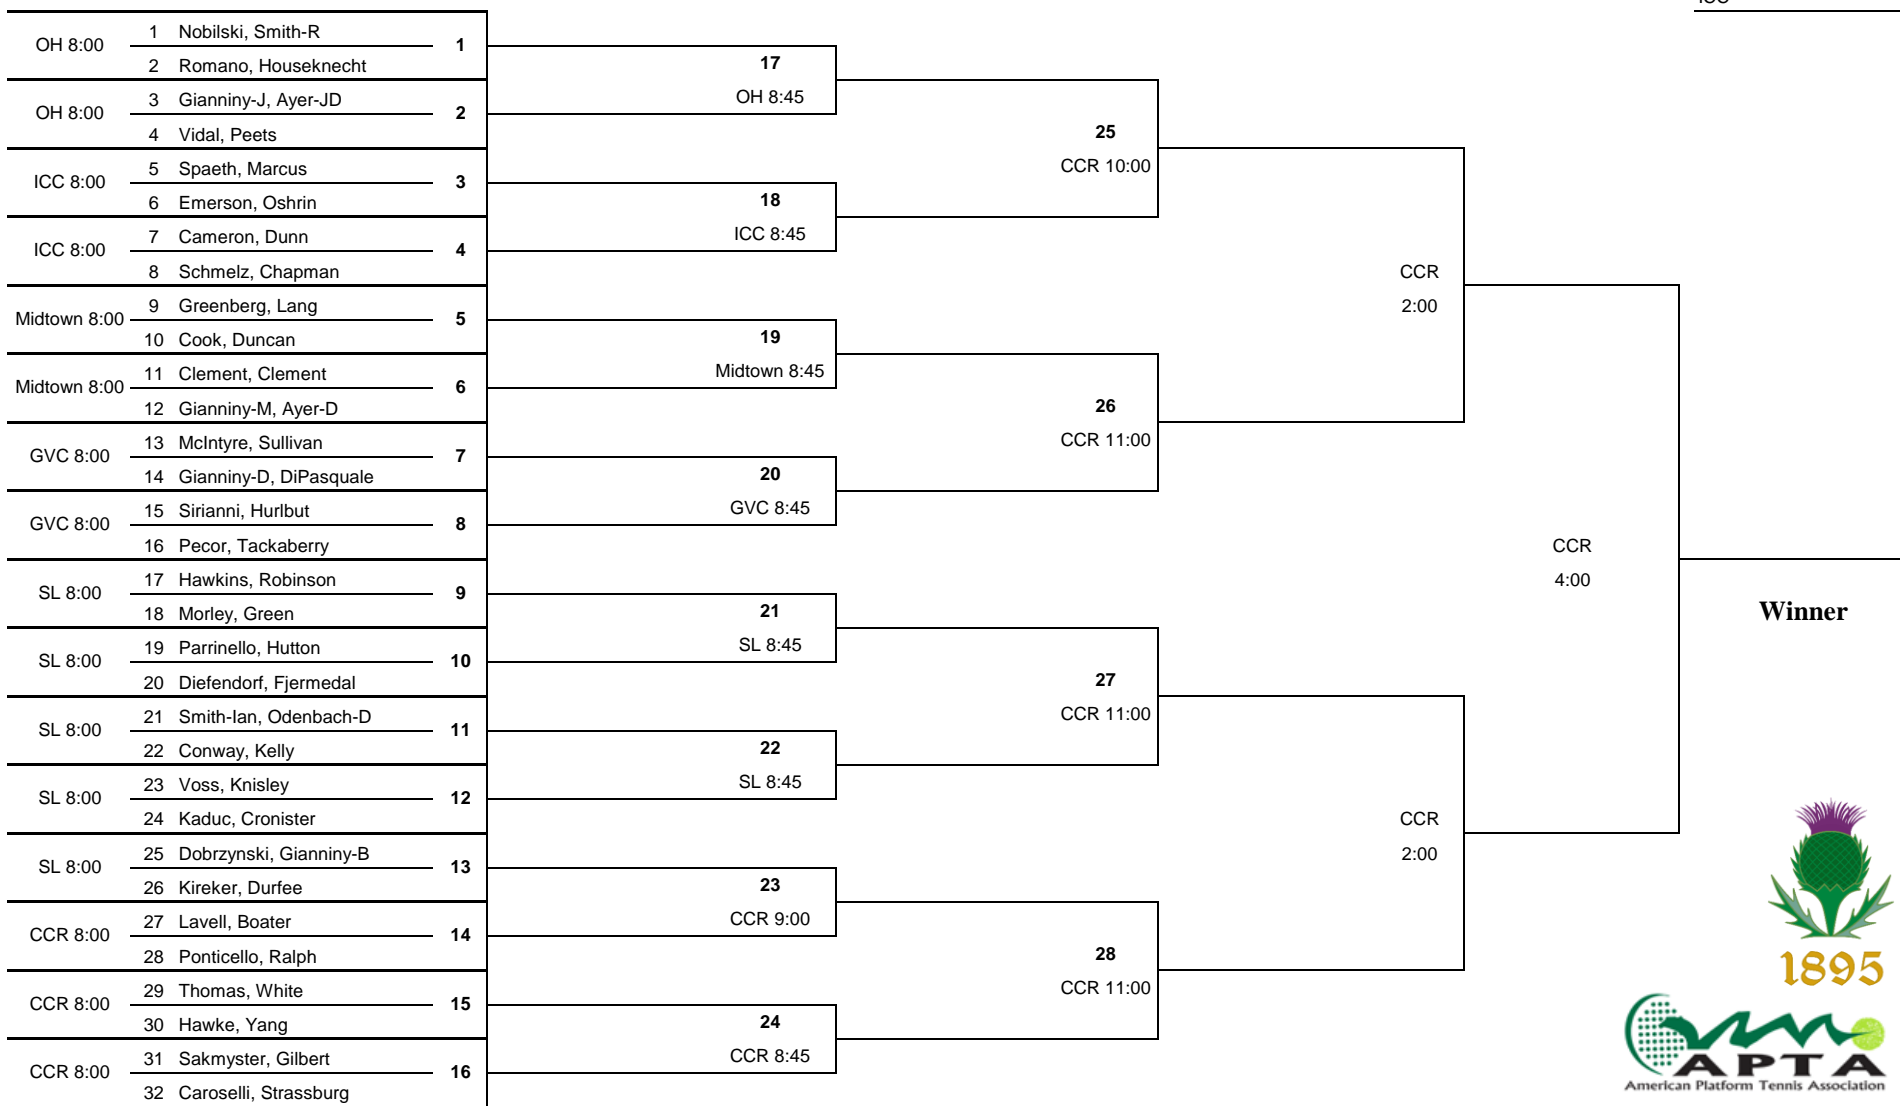 OH 8:00
1 Nobilski, Smith-R
1
2 Romano, Houseknecht
17
OH 8:45
OH 8:00
3 Gianniny-J, Ayer-JD
2
4 Vidal, Peets
25
CCR 10:00
ICC 8:00
5 Spaeth, Marcus
3
6 Emerson, Oshrin
18
ICC 8:45
ICC 8:00
7 Cameron, Dunn
4
8 Schmelz, Chapman
CCR
2:00
Midtown 8:00
9 Greenberg, Lang
5
10 Cook, Duncan
19
Midtown 8:45
Midtown 8:00
11 Clement, Clement
6
12 Gianniny-M, Ayer-D
26
CCR 11:00
GVC 8:00
13 McIntyre, Sullivan
7
14 Gianniny-D, DiPasquale
20
GVC 8:45
GVC 8:00
15 Sirianni, Hurlbut
8
16 Pecor, Tackaberry
CCR
4:00
Winner
SL 8:00
17 Hawkins, Robinson
9
18 Morley, Green
21
SL 8:45
SL 8:00
19 Parrinello, Hutton
10
20 Diefendorf, Fjermedal
27
CCR 11:00
SL 8:00
21 Smith-Ian, Odenbach-D
11
22 Conway, Kelly
22
SL 8:45
SL 8:00
23 Voss, Knisley
12
24 Kaduc, Cronister
CCR
2:00
SL 8:00
25 Dobrzynski, Gianniny-B
13
26 Kireker, Durfee
23
CCR 9:00
CCR 8:00
27 Lavell, Boater
14
28 Ponticello, Ralph
28
CCR 11:00
CCR 8:00
29 Thomas, White
15
30 Hawke, Yang
24
CCR 8:45
CCR 8:00
31 Sakmyster, Gilbert
16
32 Caroselli, Strassburg
1895
APTA
American Platform Tennis Association